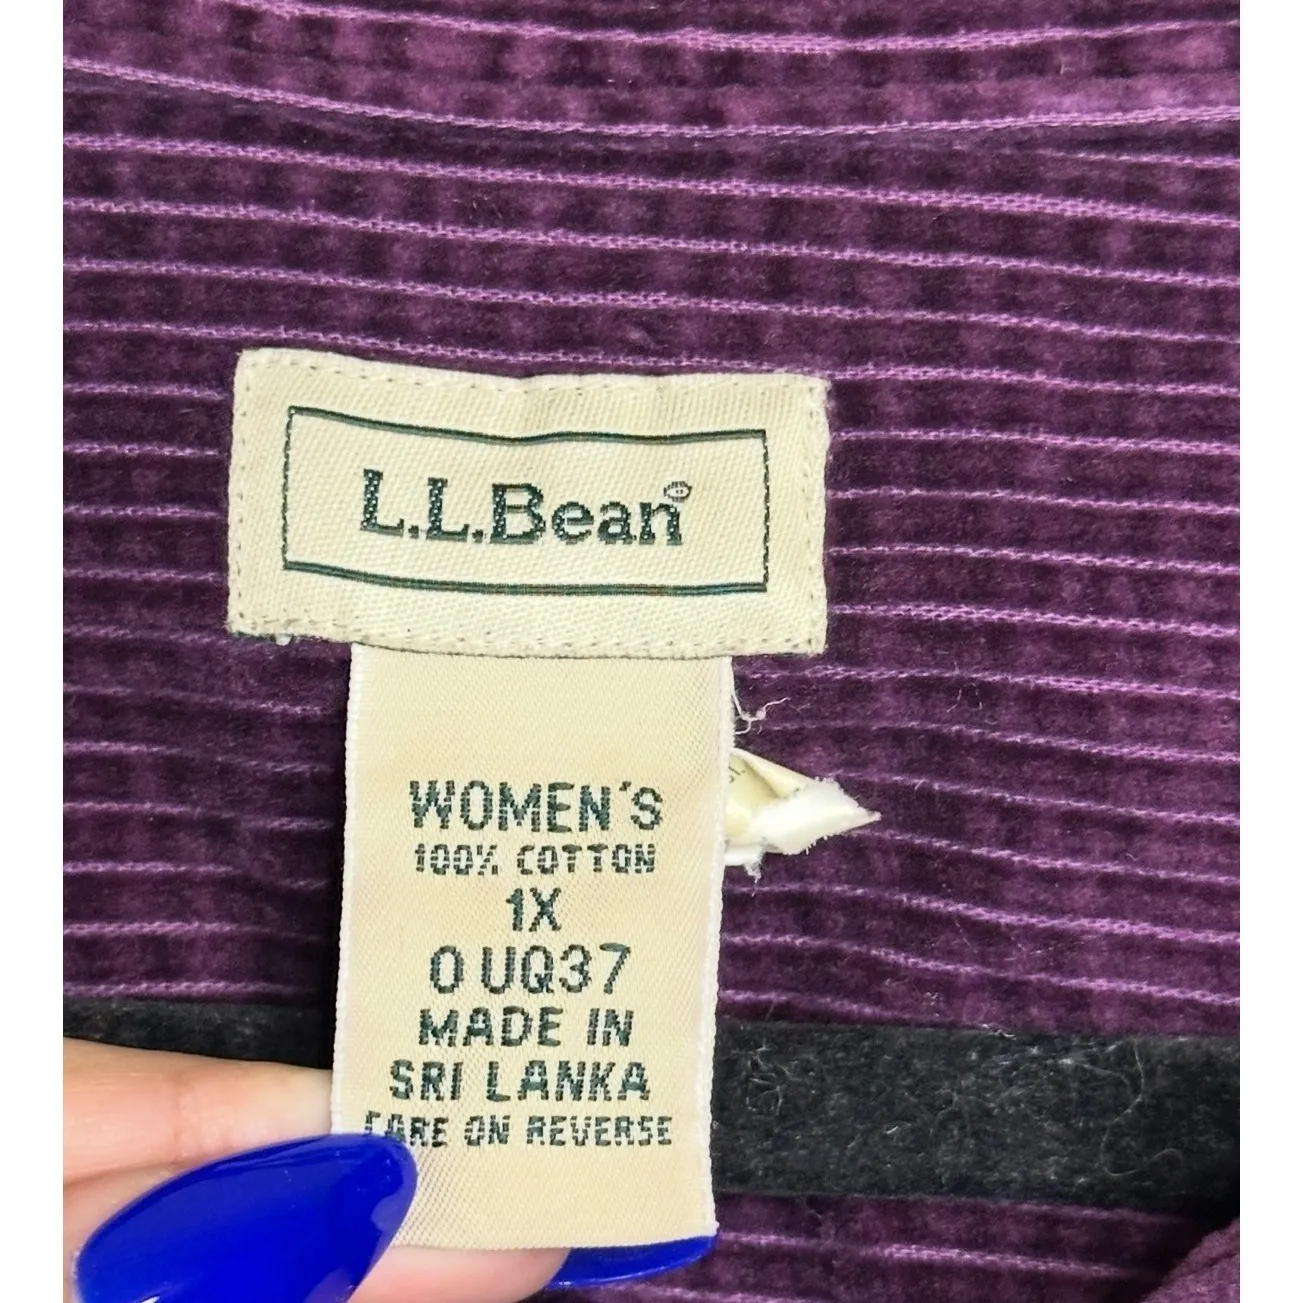 L.L.Bean®
WOMEN'S
100% COTTON
1X
0 UQ37
MADE IN
SRI LANKA
CARE ON REVERSE